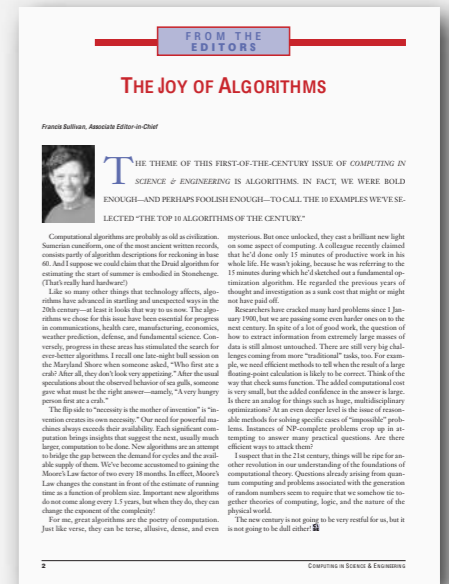 FROM THE
EDITORS
THE JOY OF ALGORITHMS
Francis Sullivan, Associate Editor-in-Chief
THE THEME OF THIS FIRST-OF-THE-CENTURY ISSUE OF COMPUTING IN
SCIENCE & ENGINEERING IS ALGORITHMS. IN FACT, WE WERE BOLD
ENOUGH—AND PERHAPS FOOLISH ENOUGH—TO CALL THE 10 EXAMPLES WE'VE SE-
LECTED "THE TOP 10 ALGORITHMS OF THE CENTURY."
Computational algorithms are probably as old as civilization.
Sumerian cuneiform, one of the most ancient written records,
consists partly of algorithm descriptions for reckoning in base
60. And I suppose we could claim that the Druid algorithm for
estimating the start of summer is embodied in Stonehenge.
(That's really hard hardware!)
Like so many other things that technology affects, algo-
rithms have advanced in startling and unexpected ways in the
20th century—at least it looks that way to us now. The algo-
rithms we chose for this issue have been essential for progress
in communications, health care, manufacturing, economics,
weather prediction, defense, and fundamental science. Con-
versely, progress in these areas has stimulated the search for
ever-better algorithms. I recall one late-night bull session on
the Maryland Shore when someone asked, "Who first ate a
crab? After all, they don't look very appetizing." After the usual
speculations about the observed behavior of sea gulls, someone
gave what must be the right answer—namely, "A very hungry
person first ate a crab."
The flip side to "necessity is the mother of invention" is "in-
vention creates its own necessity." Our need for powerful ma-
chines always exceeds their availability. Each significant com-
putation brings insights that suggest the next, usually much
larger, computation to be done. New algorithms are an attempt
to bridge the gap between the demand for cycles and the avail-
able supply of them. We've become accustomed to gaining the
Moore's Law factor of two every 18 months. In effect, Moore's
Law changes the constant in front of the estimate of running
time as a function of problem size. Important new algorithms
do not come along every 1.5 years, but when they do, they can
change the exponent of the complexity!
For me, great algorithms are the poetry of computation.
Just like verse, they can be terse, allusive, dense, and even
mysterious. But once unlocked, they cast a brilliant new light
on some aspect of computing. A colleague recently claimed
that he'd done only 15 minutes of productive work in his
whole life. He wasn't joking, because he was referring to the
15 minutes during which he'd sketched out a fundamental op-
timization algorithm. He regarded the previous years of
thought and investigation as a sunk cost that might or might
not have paid off.
Researchers have cracked many hard problems since 1 Jan-
uary 1900, but we are passing some even harder ones on to the
next century. In spite of a lot of good work, the question of
how to extract information from extremely large masses of
data is still almost untouched. There are still very big chal-
lenges coming from more "traditional" tasks, too. For exam-
ple, we need efficient methods to tell when the result of a large
floating-point calculation is likely to be correct. Think of the
way that check sums function. The added computational cost
is very small, but the added confidence in the answer is large.
Is there an analog for things such as huge, multidisciplinary
optimizations? At an even deeper level is the issue of reason-
able methods for solving specific cases of "impossible" prob-
lems. Instances of NP-complete problems crop up in at-
tempting to answer many practical questions. Are there
efficient ways to attack them?
I suspect that in the 21st century, things will be ripe for an-
other revolution in our understanding of the foundations of
computational theory. Questions already arising from quan-
tum computing and problems associated with the generation
of random numbers seem to require that we somehow tie to-
gether theories of computing, logic, and the nature of the
physical world.
The new century is not going to be very restful for us, but it
is not going to be dull either!
2
COMPUTING IN SCIENCE & ENGINEERING